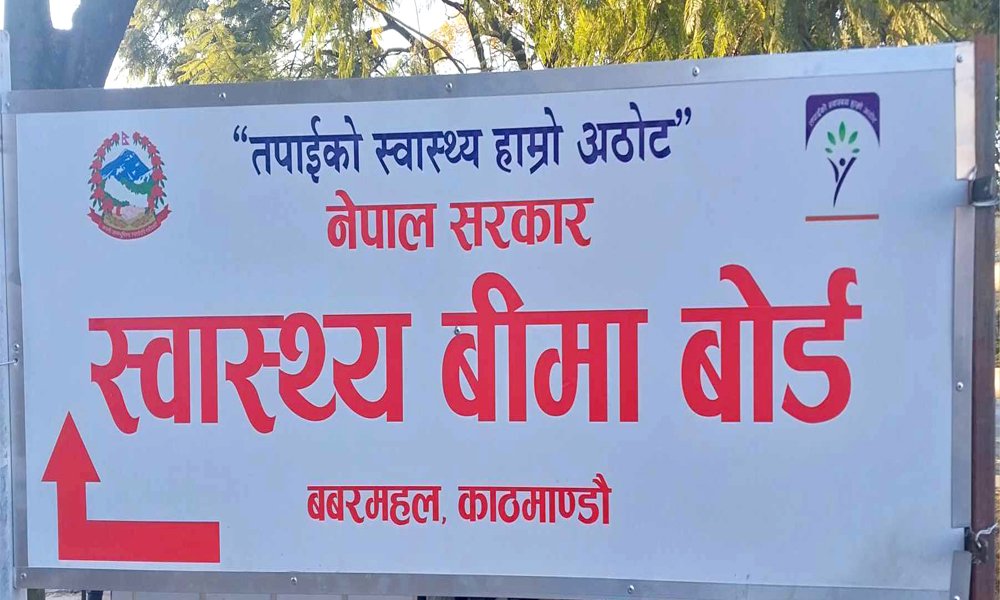 “तपाईको स्वास्थ्य हाम्रो अठोट”
नेपाल सरकार
स्वास्थ्य बीमा बोर्ड
बबरमहल, काठमाण्डौ